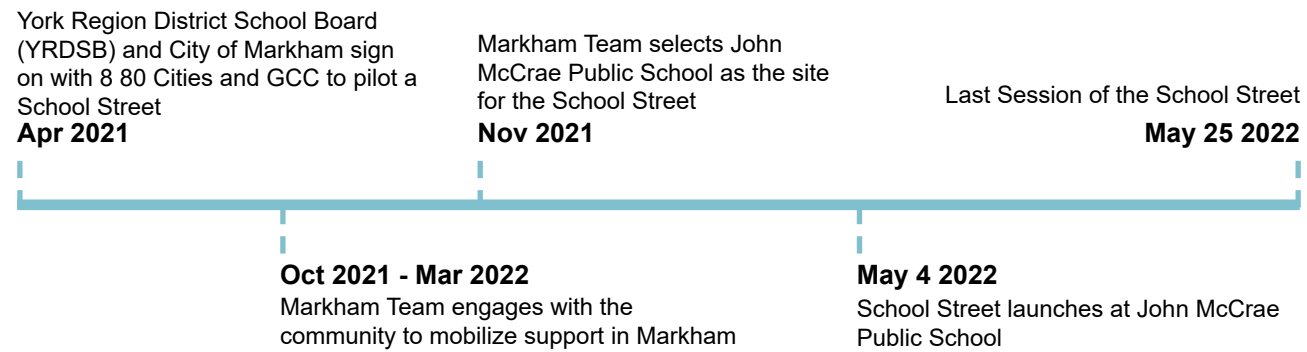 York Region District School Board
(YRDSB) and City of Markham sign
on with 8 80 Cities and GCC to pilot a
School Street
Apr 2021
Markham Team selects John
McCrae Public School as the site
for the School Street
Nov 2021
Last Session of the School Street
May 25 2022
Oct 2021 - Mar 2022
Markham Team engages with the
community to mobilize support in Markham
May 4 2022
School Street launches at John McCrae
Public School